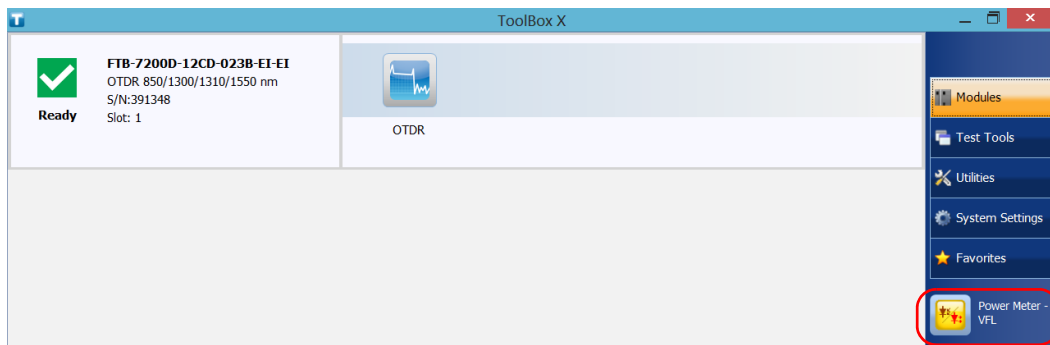 ToolBox X
FTB-7200D-12CD-023B-EI-EI
OTDR 850/1300/1310/1550 nm
S/N:391348
Slot: 1
Ready
OTDR
Modules
Test Tools
Utilities
System Settings
Favorites
Power Meter -
VFL